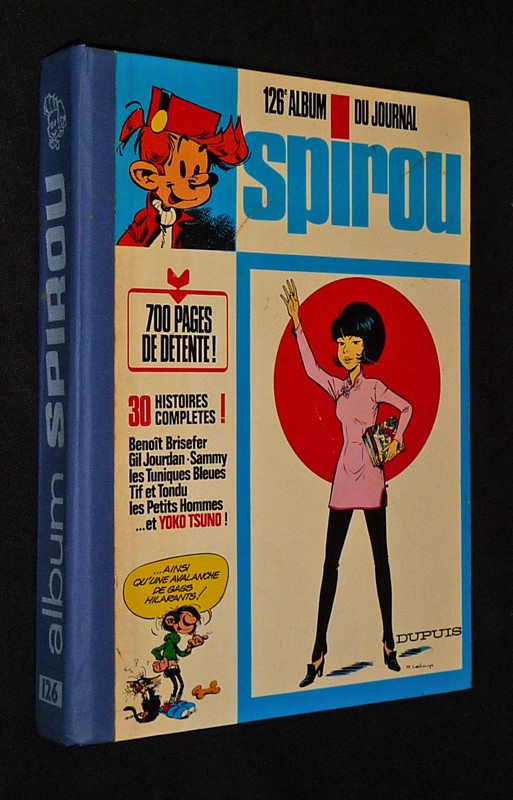 126e ALBUM DU JOURNAL
spirou
700 PAGES
DE DETENTE !
30 HISTOIRES
COMPLETES !
Benoît Brisefer
Gil Jourdan · Sammy
les Tuniques Bleues
Tif et Tondu
les Petits Hommes
...et YOKO TSUNO !
...AINSI
QU'UNE AVALANCHE
DE GAGS
HILARANTS !
DUPUIS
album SPIROU
126